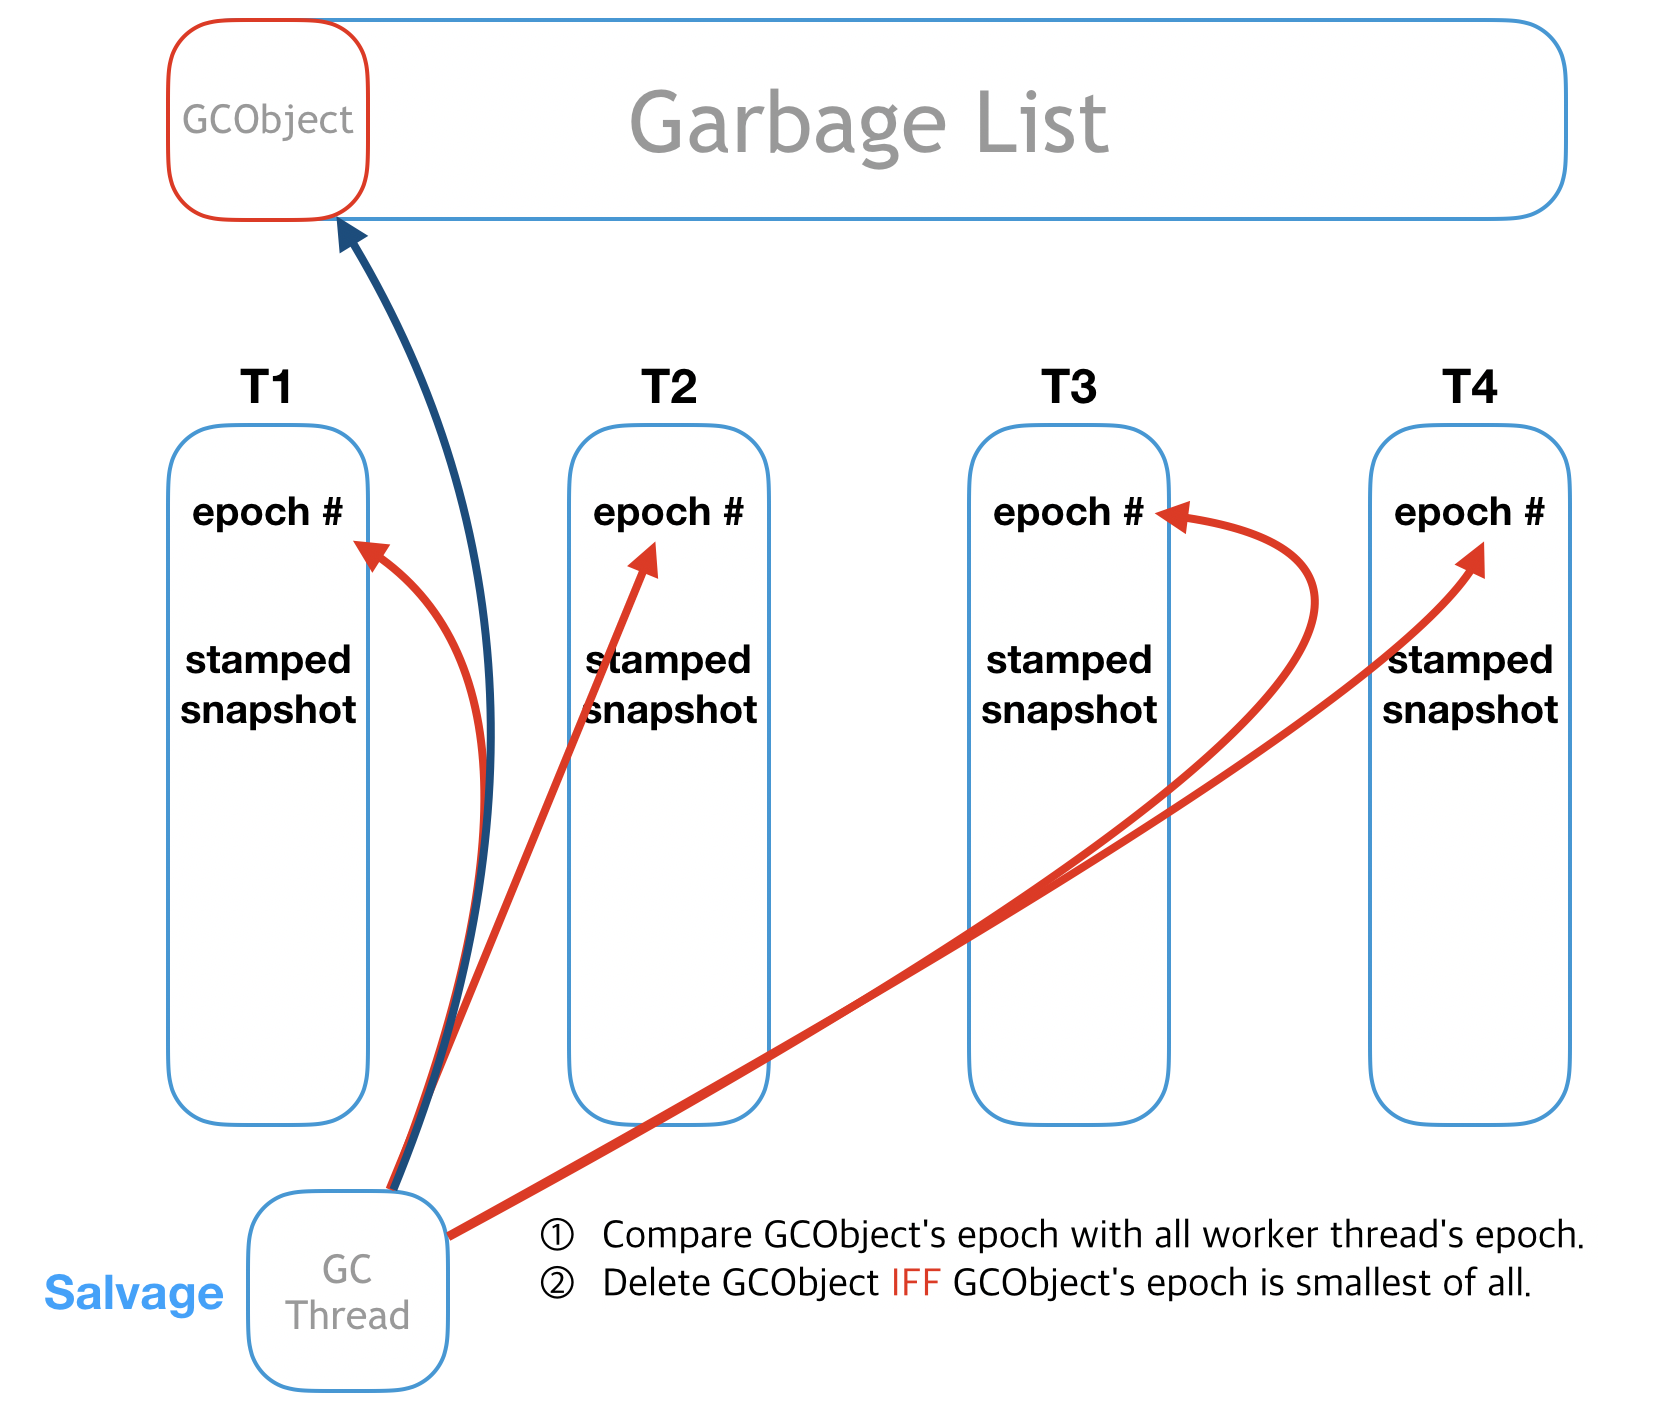 GCObject
Garbage List
T1
T2
T3
T4
epoch #
epoch #
epoch #
epoch #
stamped
snapshot
stamped
snapshot
stamped
snapshot
stamped
snapshot
Salvage
GC
Thread
① Compare GCObject's epoch with all worker thread's epoch.
② Delete GCObject IFF GCObject's epoch is smallest of all.